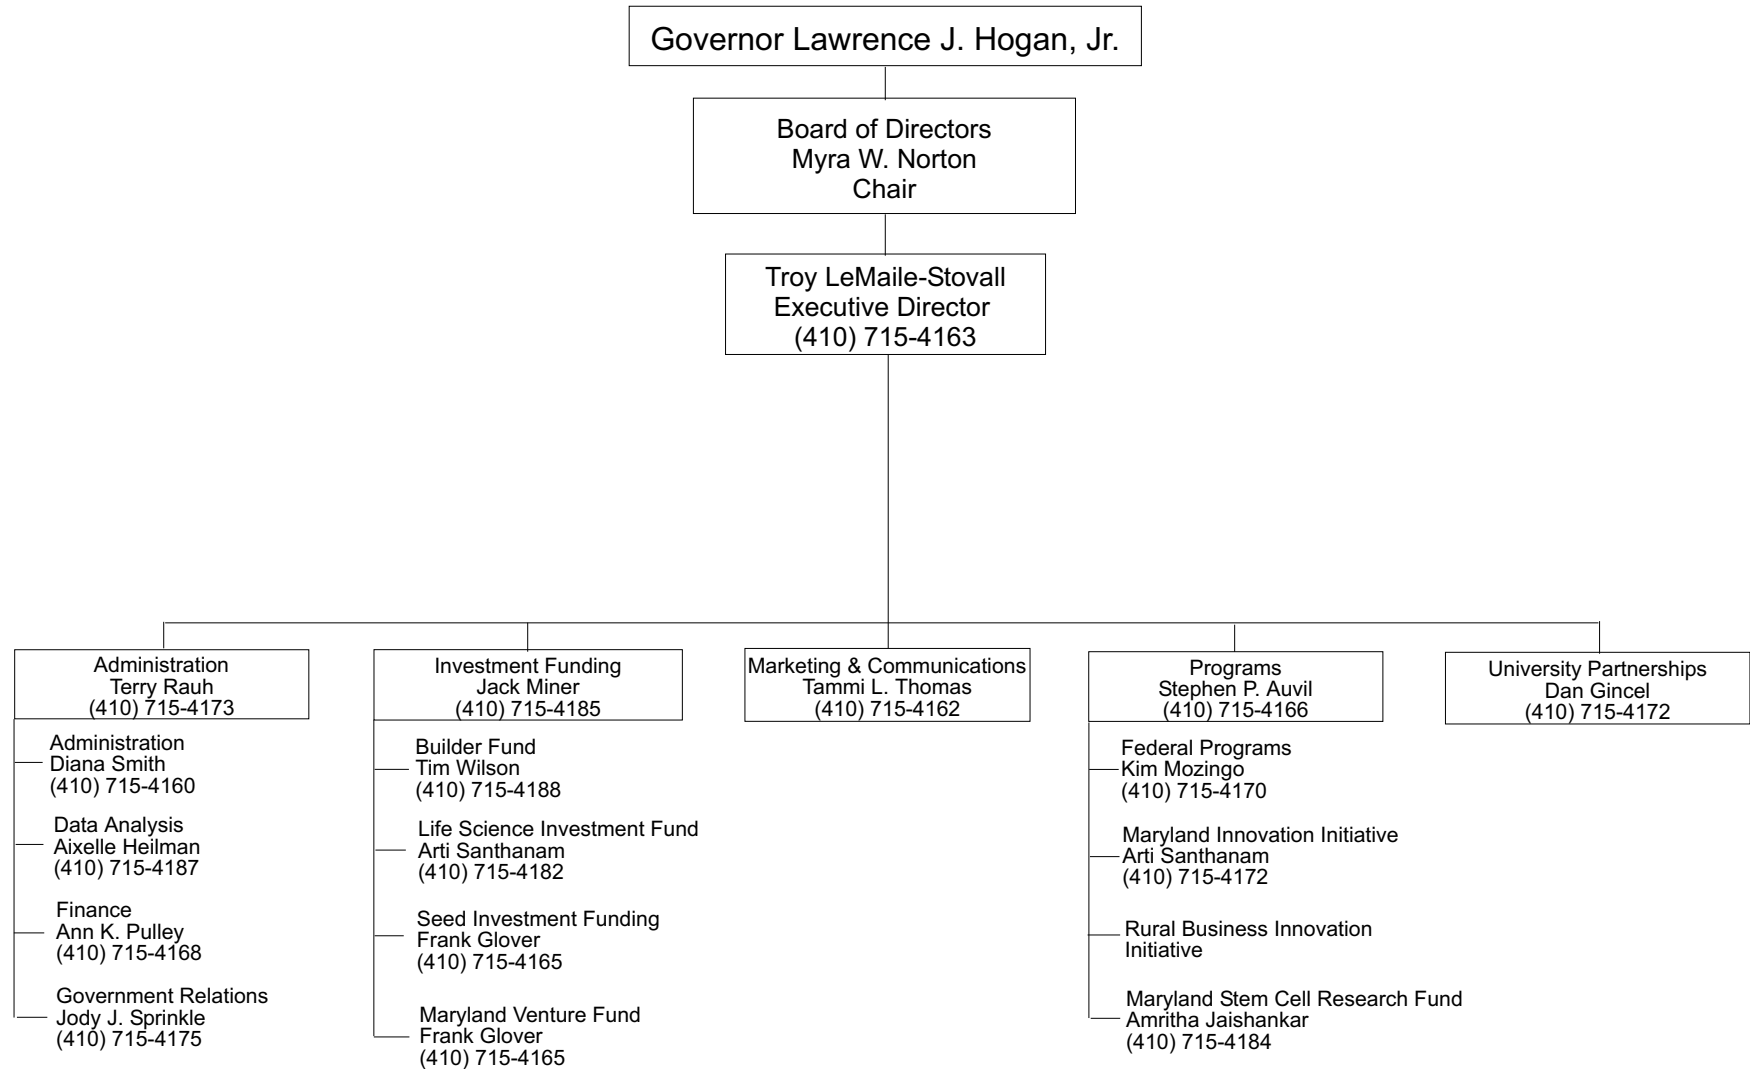 Governor Lawrence J. Hogan, Jr.
Board of Directors
Myra W. Norton
Chair
Troy LeMaile-Stovall
Executive Director
(410) 715-4163
Administration
Terry Rauh
(410) 715-4173
Administration
Diana Smith
(410) 715-4160
Data Analysis
Aixelle Heilman
(410) 715-4187
Finance
Ann K. Pulley
(410) 715-4168
Government Relations
Jody J. Sprinkle
(410) 715-4175
Investment Funding
Jack Miner
(410) 715-4185
Builder Fund
Tim Wilson
(410) 715-4188
Life Science Investment Fund
Arti Santhanam
(410) 715-4182
Seed Investment Funding
Frank Glover
(410) 715-4165
Maryland Venture Fund
Frank Glover
(410) 715-4165
Marketing & Communications
Tammi L. Thomas
(410) 715-4162
Programs
Stephen P. Auvil
(410) 715-4166
Federal Programs
Kim Mozingo
(410) 715-4170
Maryland Innovation Initiative
Arti Santhanam
(410) 715-4172
Rural Business Innovation
Initiative
Maryland Stem Cell Research Fund
Amritha Jaishankar
(410) 715-4184
University Partnerships
Dan Gincel
(410) 715-4172